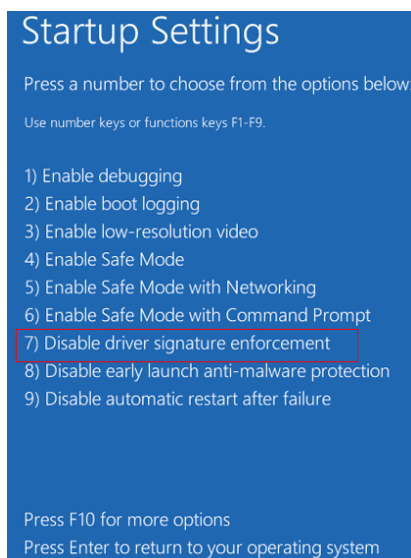 Startup Settings
Press a number to choose from the options below:
Use number keys or functions keys F1-F9.
1) Enable debugging
2) Enable boot logging
3) Enable low-resolution video
4) Enable Safe Mode
5) Enable Safe Mode with Networking
6) Enable Safe Mode with Command Prompt
7) Disable driver signature enforcement
8) Disable early launch anti-malware protection
9) Disable automatic restart after failure
Press F10 for more options
Press Enter to return to your operating system